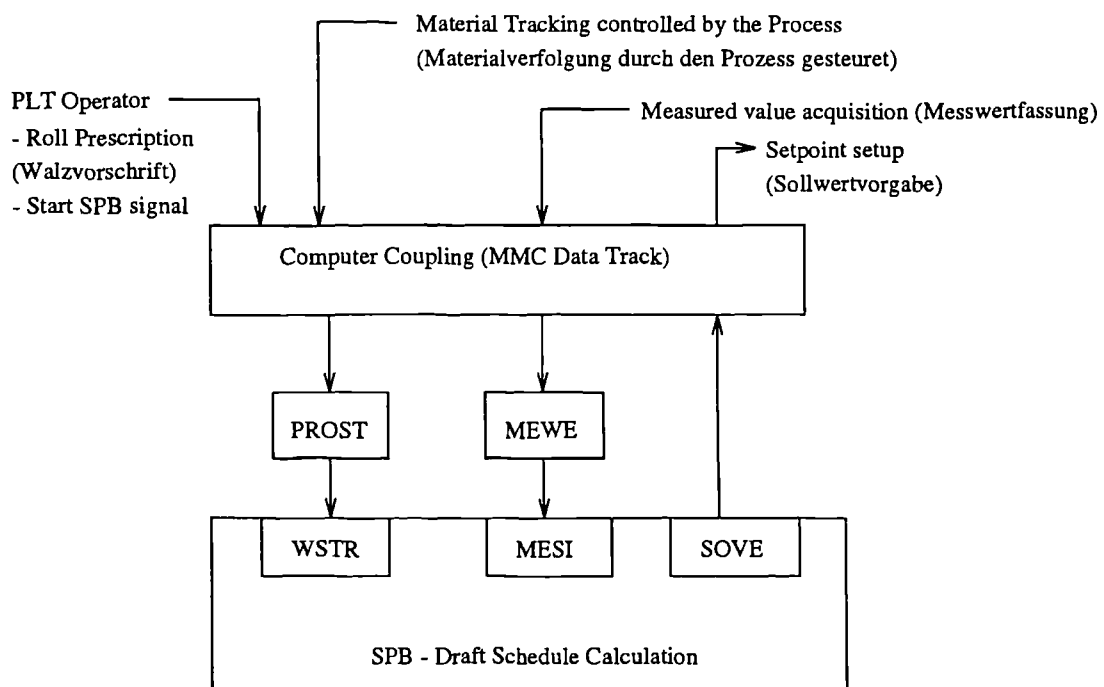 Material Tracking controlled by the Process
(Materialverfolgung durch den Prozess gesteuret)
PLT Operator
- Roll Prescription
(Walzvorschrift)
- Start SPB signal
Measured value acquisition (Messwertfassung)
Setpoint setup
(Sollwertvorgabe)
Computer Coupling (MMC Data Track)
PROST
MEWE
WSTR
MESI
SOVE
SPB - Draft Schedule Calculation